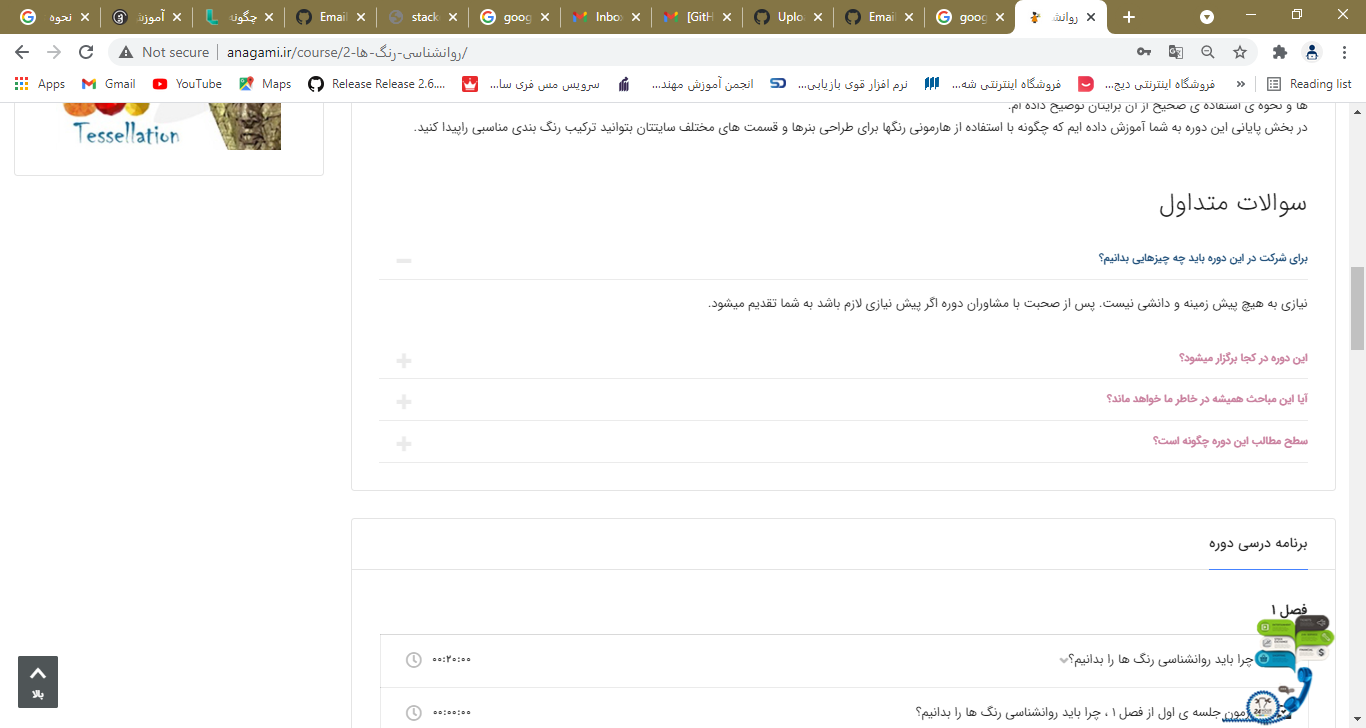 نحوه
آموزش
چگونه
Email
stack
goog
Inbox
[GitH
Uplo
Email
goog
روانش
Not secure
anagami.ir/course/2-روانشناسی-رنگ-ها/
Apps
Gmail
YouTube
Maps
Release Release 2.6....
سرویس مس فری سا...
انجمن آموزش مهند...
نرم افزار قوی بازیابی...
فروشگاه اینترنتی شه...
فروشگاه اینترنتی دیج...
»
Reading list
Tessellation
ها و نحوه ی استفاده ی صحیح از آن برایتان توضیح داده ام.
در بخش پایانی این دوره به شما آموزش داده ایم که چگونه با استفاده از هارمونی رنگها برای طراحی بنرها و قسمت های مختلف سایتتان بتوانید ترکیب رنگ بندی مناسبی راپیدا کنید.
سوالات متداول
برای شرکت در این دوره باید چه چیزهایی بدانیم؟
نیازی به هیچ پیش زمینه و دانشی نیست. پس از صحبت با مشاوران دوره اگر پیش نیازی لازم باشد به شما تقدیم میشود.
این دوره در کجا برگزار میشود؟
آیا این مباحث همیشه در خاطر ما خواهد ماند؟
سطح مطالب این دوره چگونه است؟
برنامه درسی دوره
فصل ۱
چرا باید روانشناسی رنگ ها را بدانیم؟
۰۰:۲۰:۰۰
مون جلسه ی اول از فصل ۱ ، چرا باید روانشناسی رنگ ها را بدانیم؟
۰۰:۰۰:۰۰
بالا